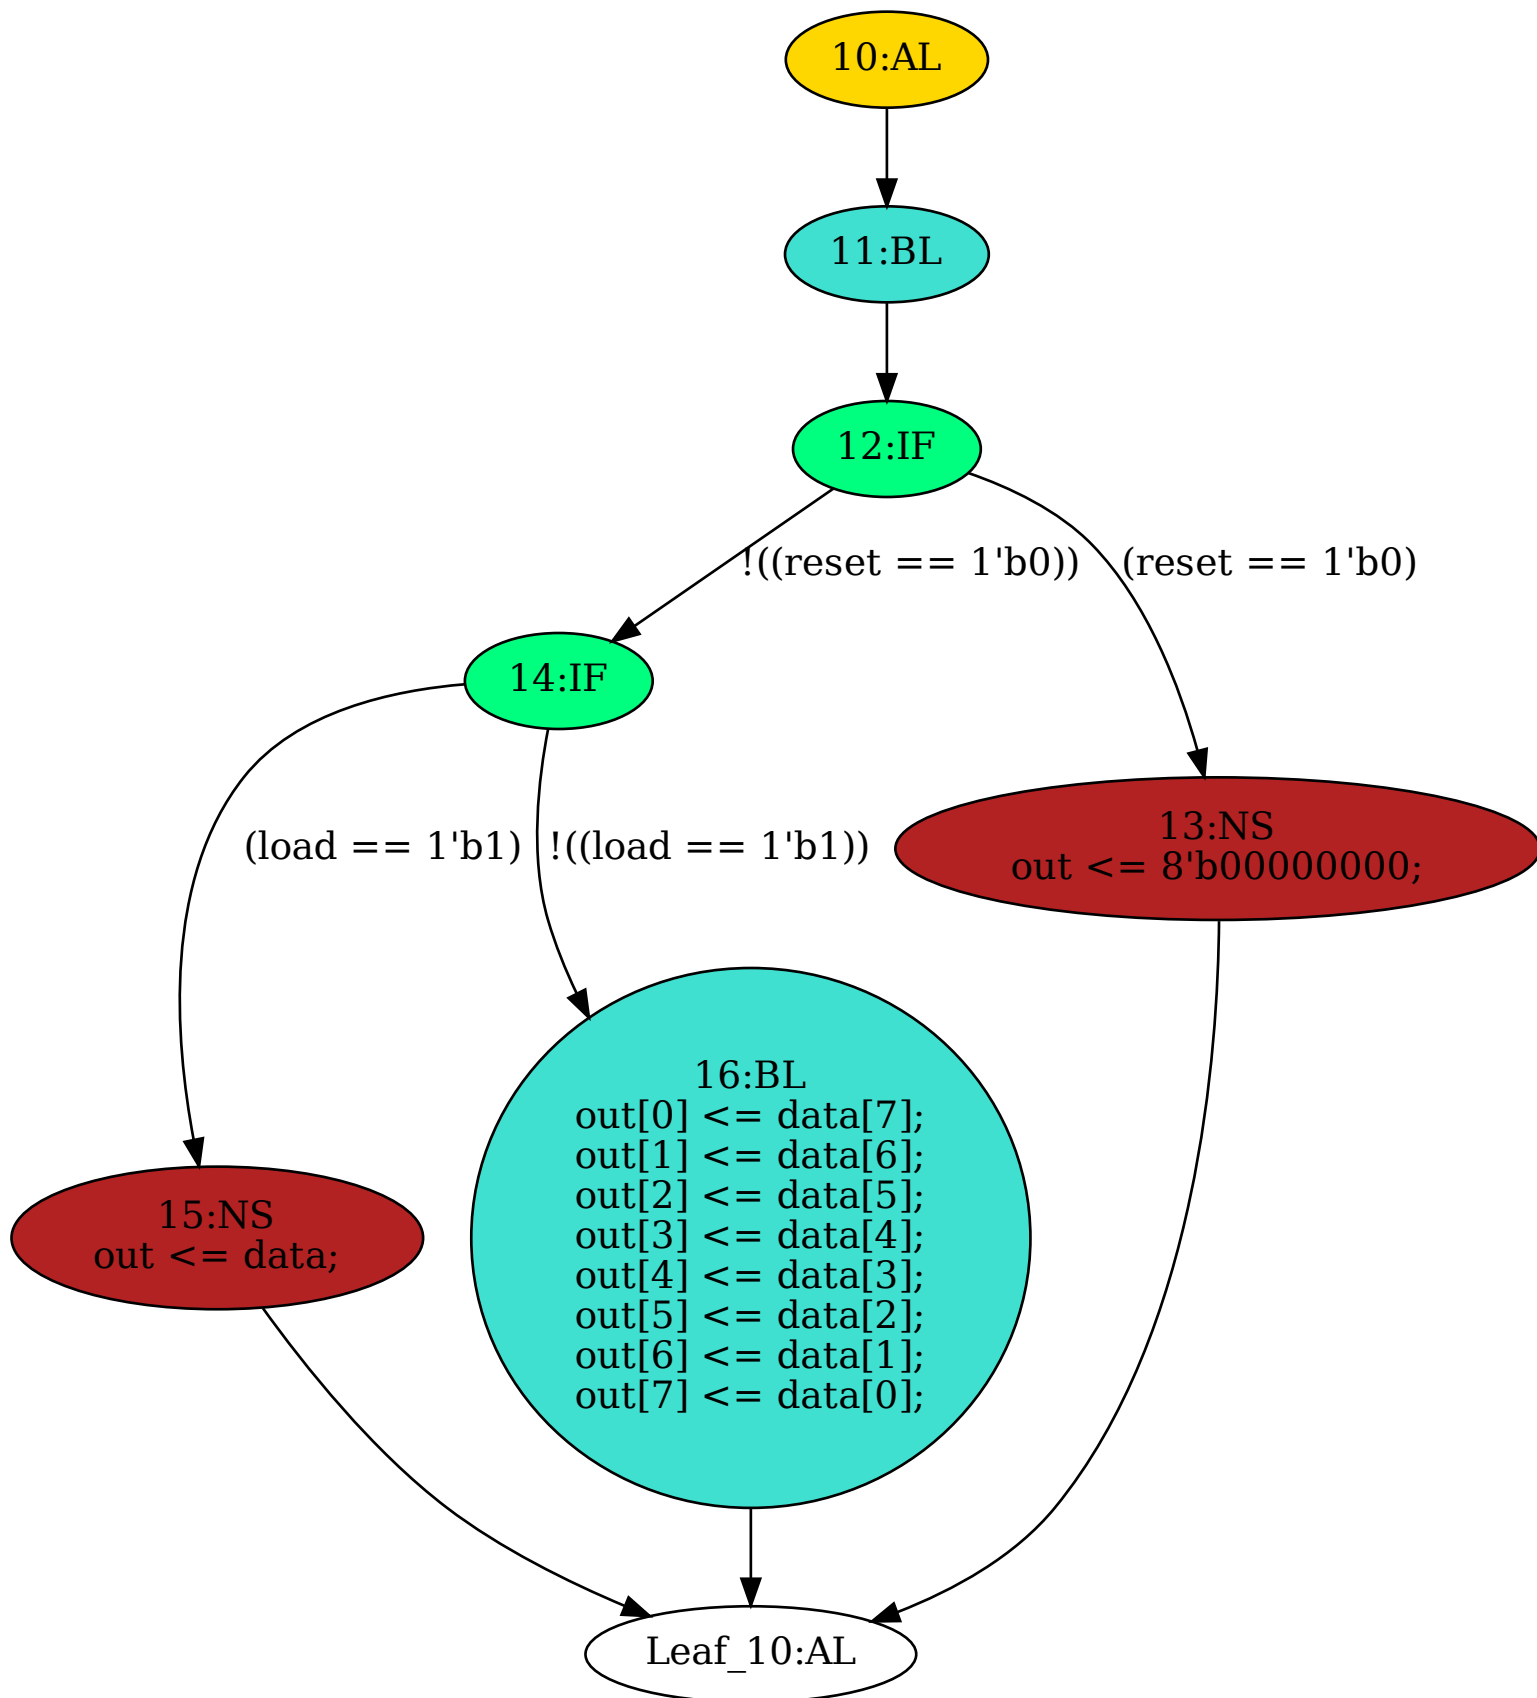 10:AL
11:BL
12:IF
!((reset == 1'b0))
(reset == 1'b0)
14:IF
(load == 1'b1)
!((load == 1'b1))
13:NS
out <= 8'b00000000;
16:BL
out[0] <= data[7];
out[1] <= data[6];
out[2] <= data[5];
out[3] <= data[4];
out[4] <= data[3];
out[5] <= data[2];
out[6] <= data[1];
out[7] <= data[0];
15:NS
out <= data;
Leaf_10:AL